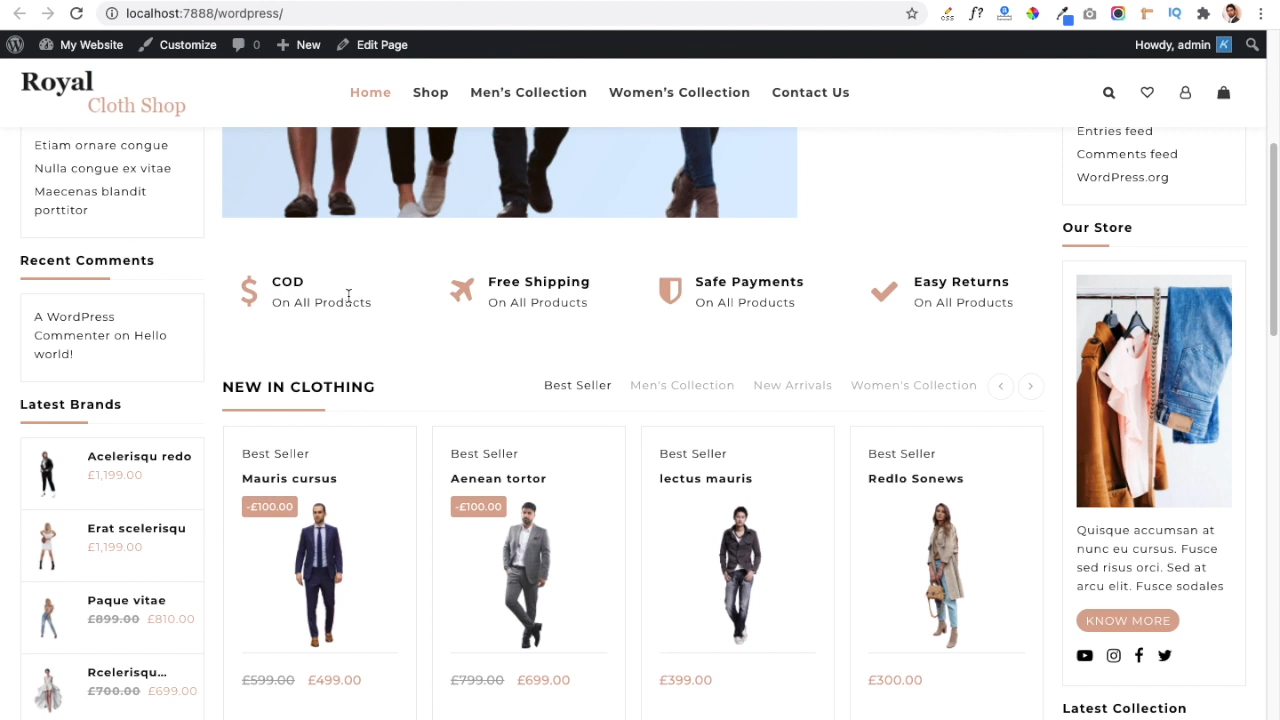 localhost:7888/wordpress/
My Website
Customize
0
New
Edit Page
Howdy, admin
Royal
Cloth Shop
Home
Shop
Men’s Collection
Women’s Collection
Contact Us
Etiam ornare congue
Nulla congue ex vitae
Maecenas blandit
porttitor
Recent Comments
A WordPress
Commenter on Hello
world!
Latest Brands
Acelerisqu redo
£1,199.00
Erat scelerisqu
£1,199.00
Paque vitae
£899.00 £810.00
Rcelerisqu...
£700.00 £699.00
COD
On All Products
Free Shipping
On All Products
Safe Payments
On All Products
Easy Returns
On All Products
NEW IN CLOTHING
Best Seller
Men's Collection
New Arrivals
Women's Collection
Best Seller
Mauris cursus
-£100.00
£599.00 £499.00
Best Seller
Aenean tortor
-£100.00
£799.00 £699.00
Best Seller
lectus mauris
£399.00
Best Seller
Redlo Sonews
£300.00
Entries feed
Comments feed
WordPress.org
Our Store
Quisque accumsan at
nunc eu cursus. Fusce
sed risus orci. Sed at
arcu elit. Fusce sodales
KNOW MORE
Latest Collection